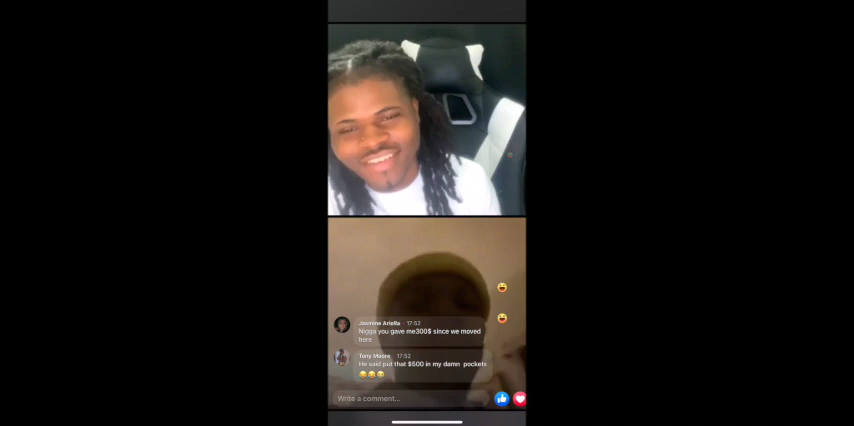 Jasmine Ariella · 17:52
Nigga you gave me300$ since we moved
here
Tony Moore · 17:52
He said put that $500 in my damn pockets
😂😂😂
Write a comment...